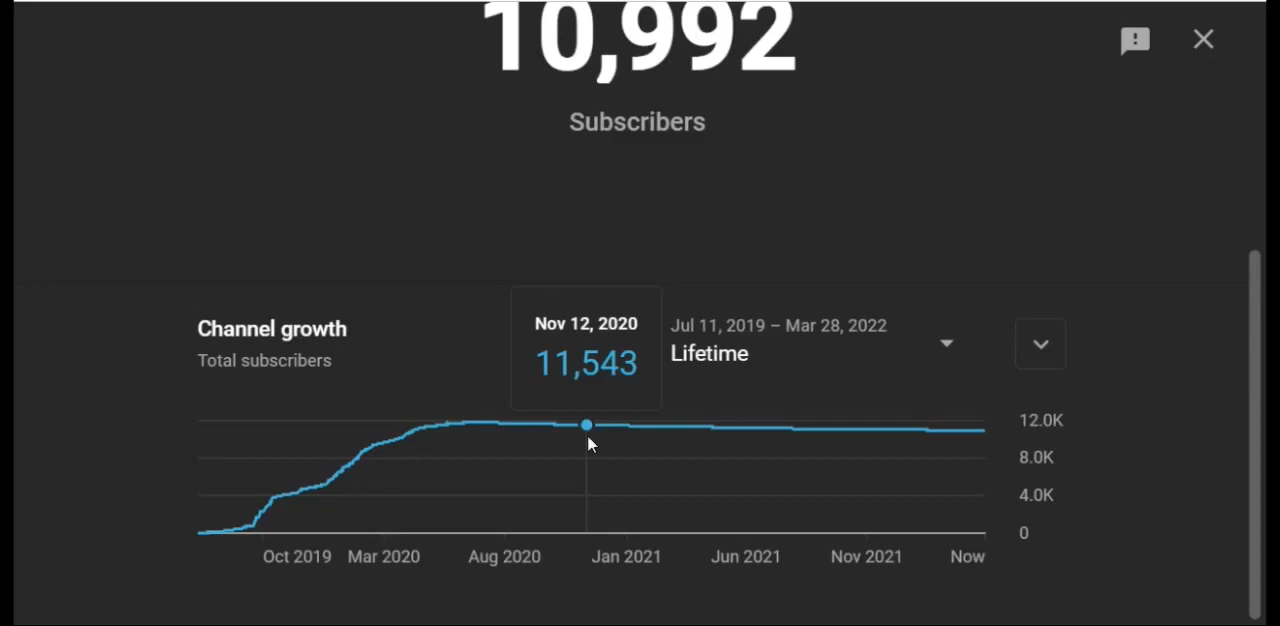 10,992
Subscribers
Channel growth
Total subscribers
Nov 12, 2020
11,543
Jul 11, 2019 – Mar 28, 2022
Lifetime
12.0K
8.0K
4.0K
0
Oct 2019 Mar 2020 Aug 2020 Jan 2021 Jun 2021 Nov 2021 Now